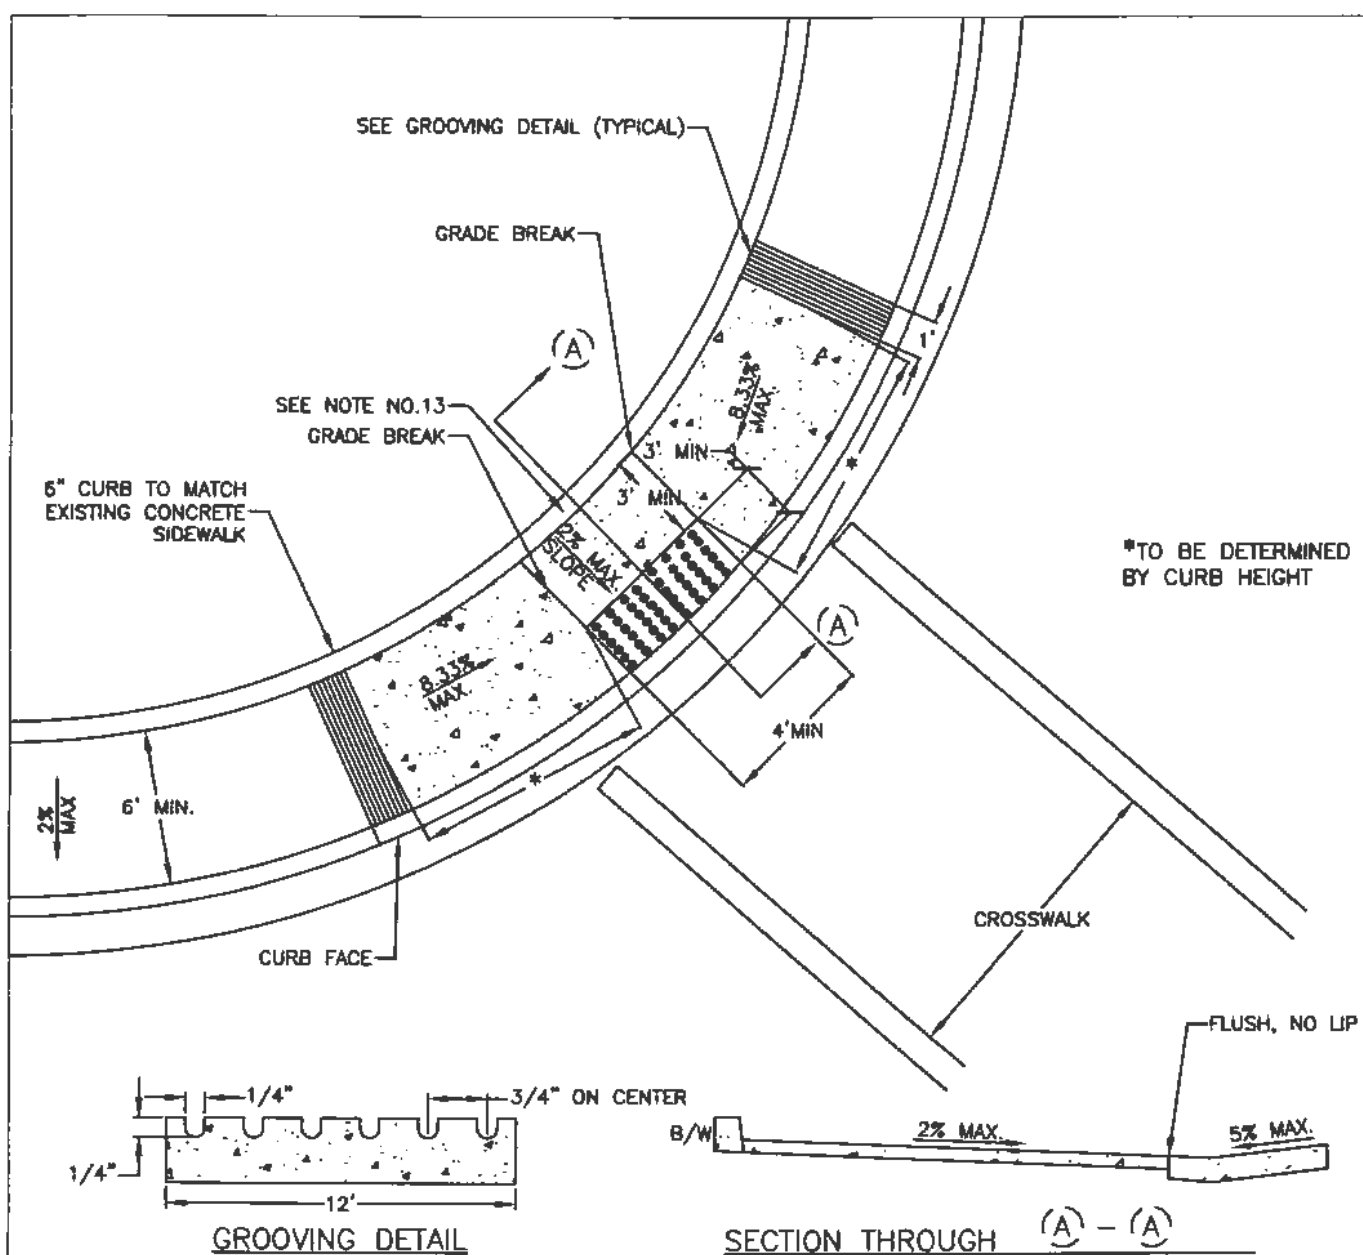 SEE GROOVING DETAIL (TYPICAL)
GRADE BREAK
(A)
SEE NOTE NO.13
GRADE BREAK
6" CURB TO MATCH
EXISTING CONCRETE
SIDEWALK
1'
8.33%
MAX.
3' MIN
3' MIN.
*
2% MAX.
SLOPE
*TO BE DETERMINED
BY CURB HEIGHT
(A)
8.33%
MAX.
4'MIN
*
2%
MAX
6' MIN.
CROSSWALK
CURB FACE
FLUSH, NO LIP
1/4"
3/4" ON CENTER
B/W
2% MAX.
5% MAX.
1/4"
12'
GROOVING DETAIL
SECTION THROUGH (A) - (A)